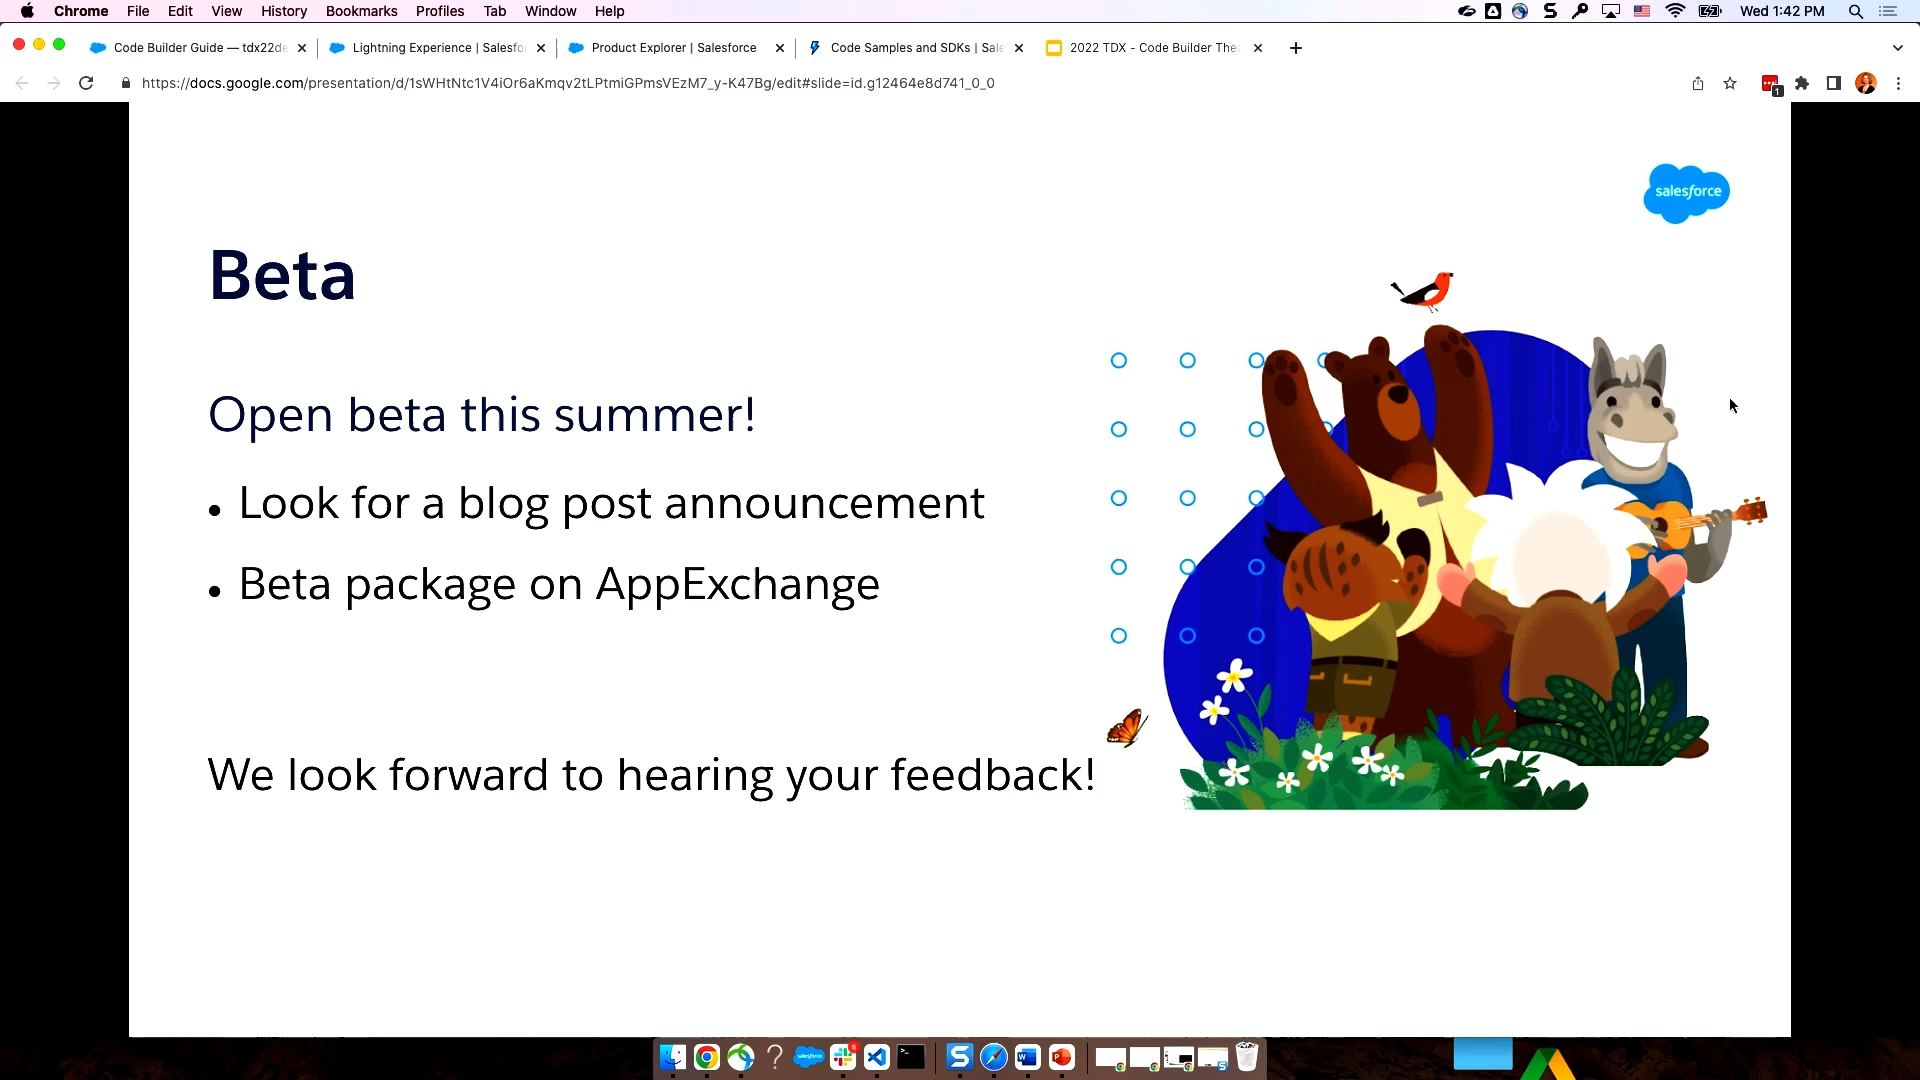 Chrome File Edit View History Bookmarks Profiles Tab Window Help
Wed 1:42 PM
Code Builder Guide — tdx22de
Lightning Experience | Salesfo
Product Explorer | Salesforce
Code Samples and SDKs | Sale
2022 TDX - Code Builder The
https://docs.google.com/presentation/d/1sWHtNtc1V4iOr6aKmqv2tLPtmiGPmsVEzM7_y-K47Bg/edit#slide=id.g12464e8d741_0_0
1
salesforce
Beta
Open beta this summer!
• Look for a blog post announcement
• Beta package on AppExchange
We look forward to hearing your feedback!
salesforce